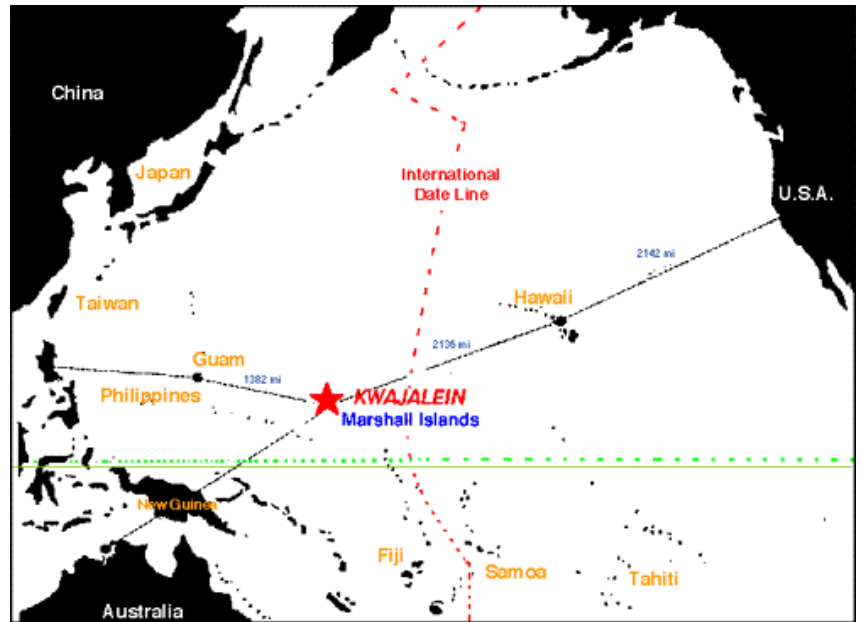 China
Japan
International
Date Line
U.S.A.
2142 mi
Hawaii
Taiwan
2136 mi
Guam
1382 mi
Philippines
KWAJALEIN
Marshall Islands
New Guinea
Fiji
Samoa
Tahiti
Australia